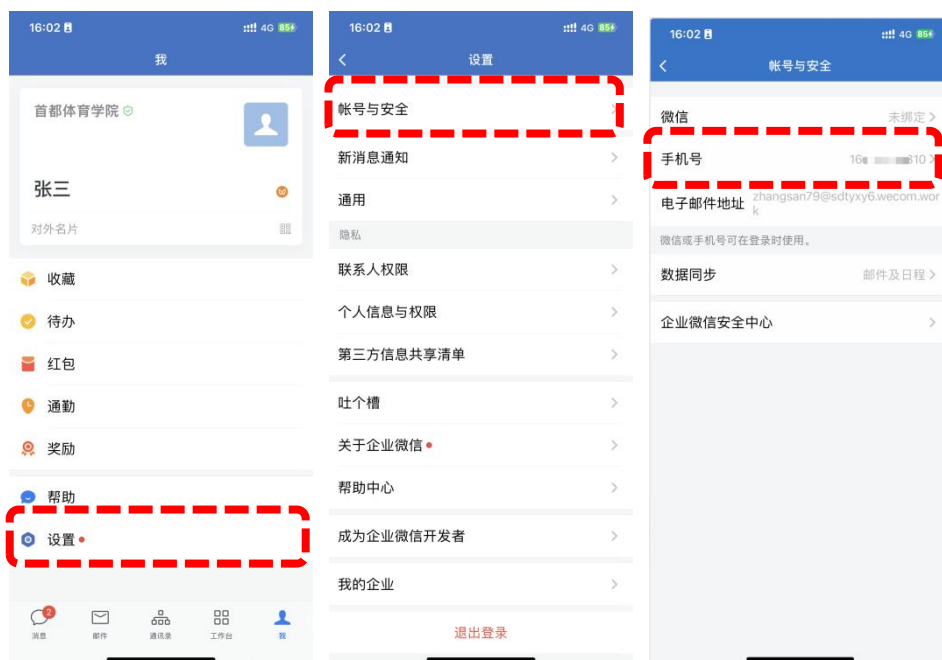 16:02
4G 85
我
首都体育学院
张三
对外名片
收藏
待办
红包
通勤
奖励
帮助
设置
2
消息
邮件
通讯录
工作台
我
16:02
4G 85
设置
帐号与安全
新消息通知
通用
隐私
联系人权限
个人信息与权限
第三方信息共享清单
吐个槽
关于企业微信
帮助中心
成为企业微信开发者
我的企业
退出登录
16:02
4G 85
帐号与安全
微信 未绑定
手机号 16 310
电子邮件地址 zhangsan79@sdtyxy6.wecom.wor
k
微信或手机号可在登录时使用。
数据同步 邮件及日程
企业微信安全中心